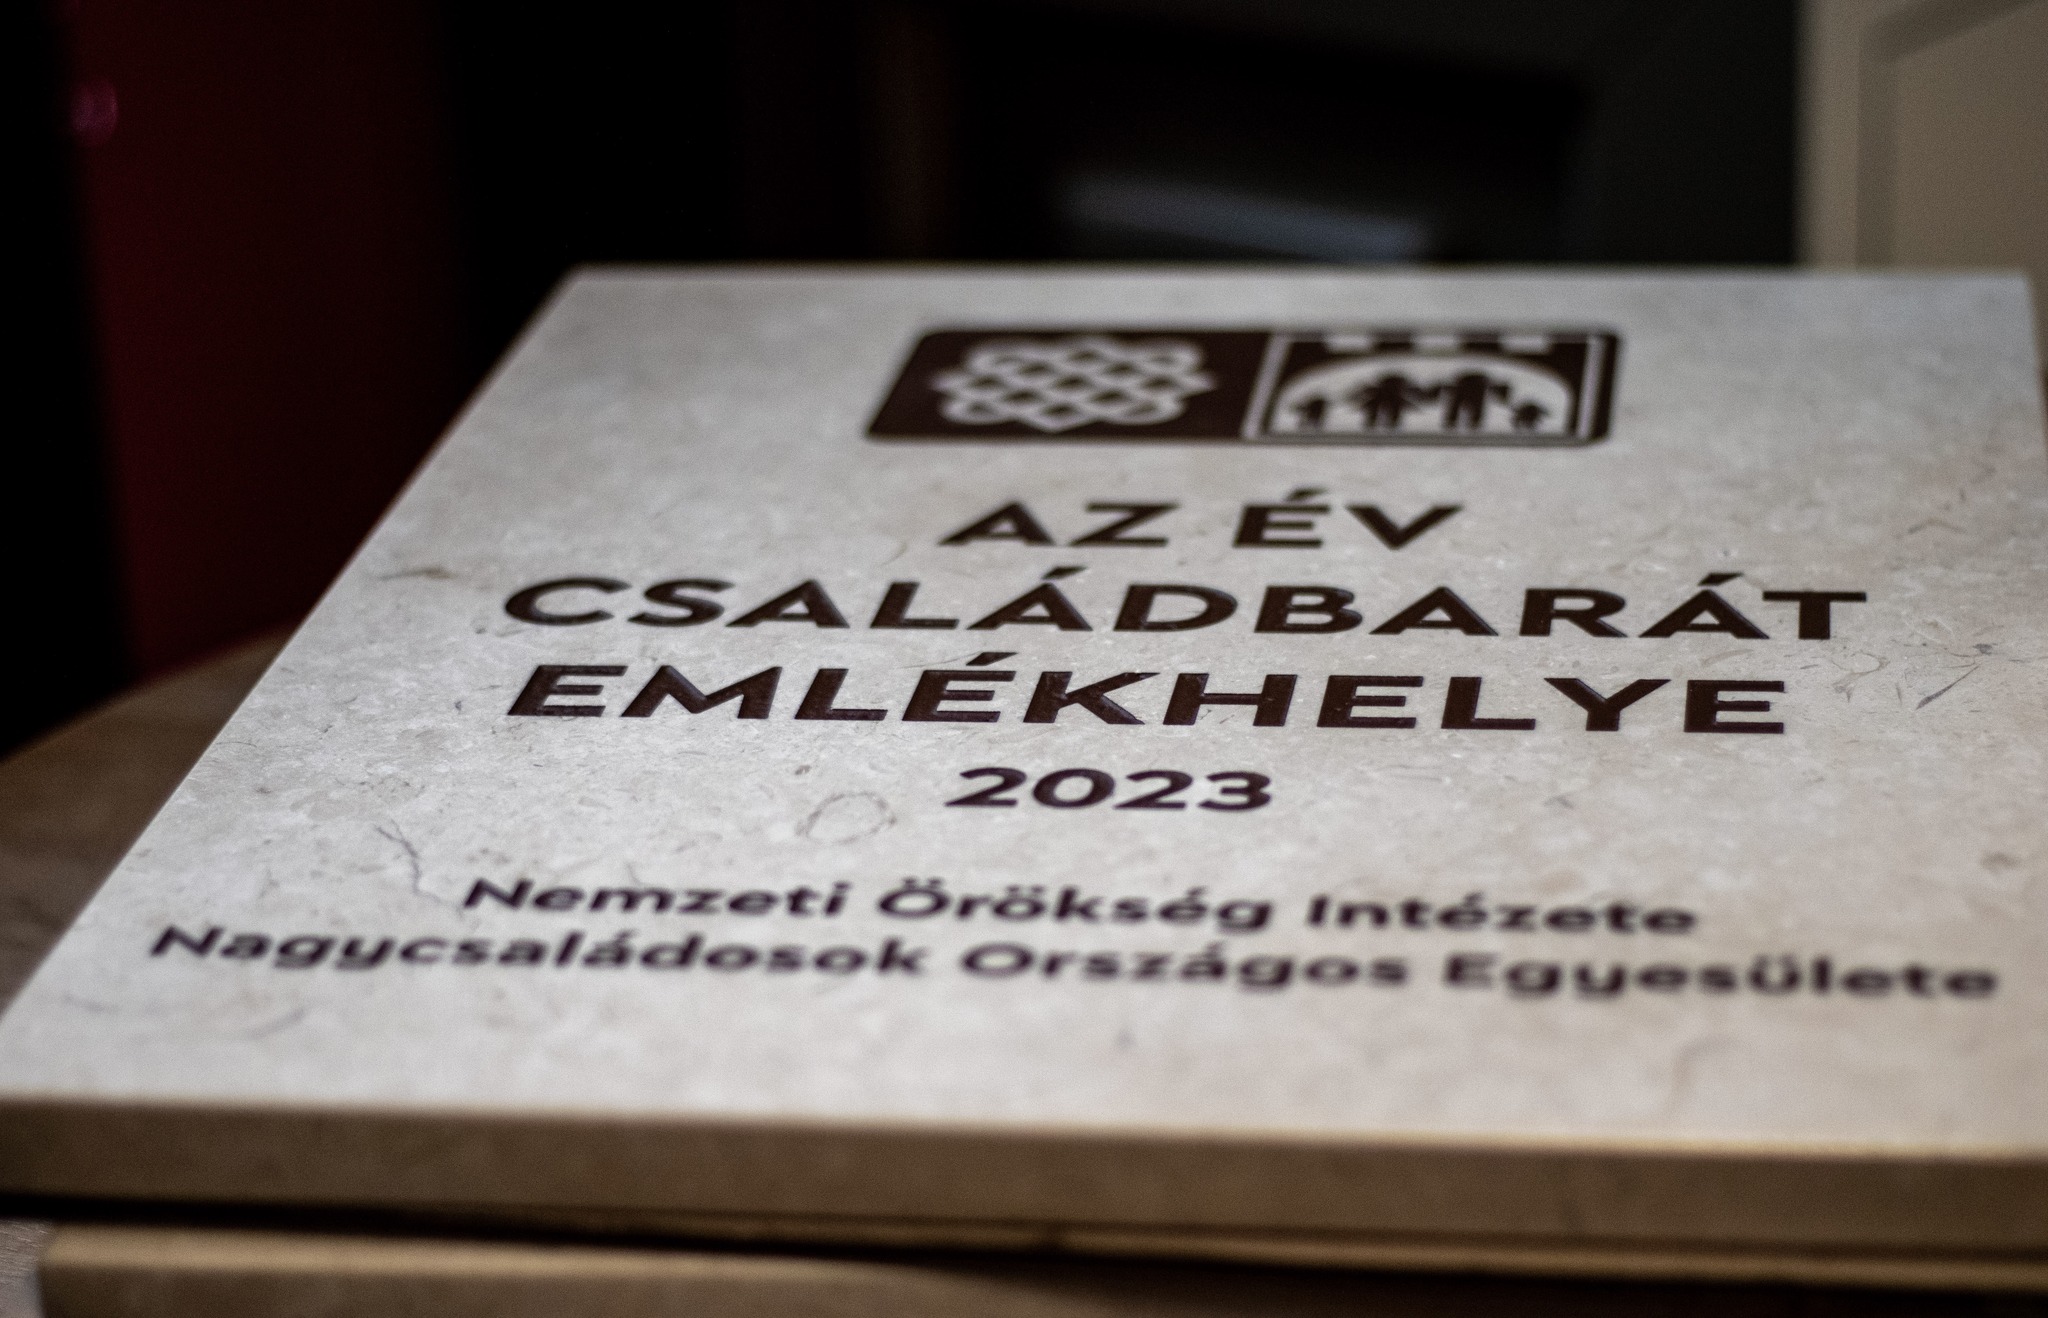 AZ ÉV
CSALÁDBARÁT
EMLÉKHELYE
2023
Nemzeti Örökség Intézete
Nagycsaládosok Országos Egyesülete